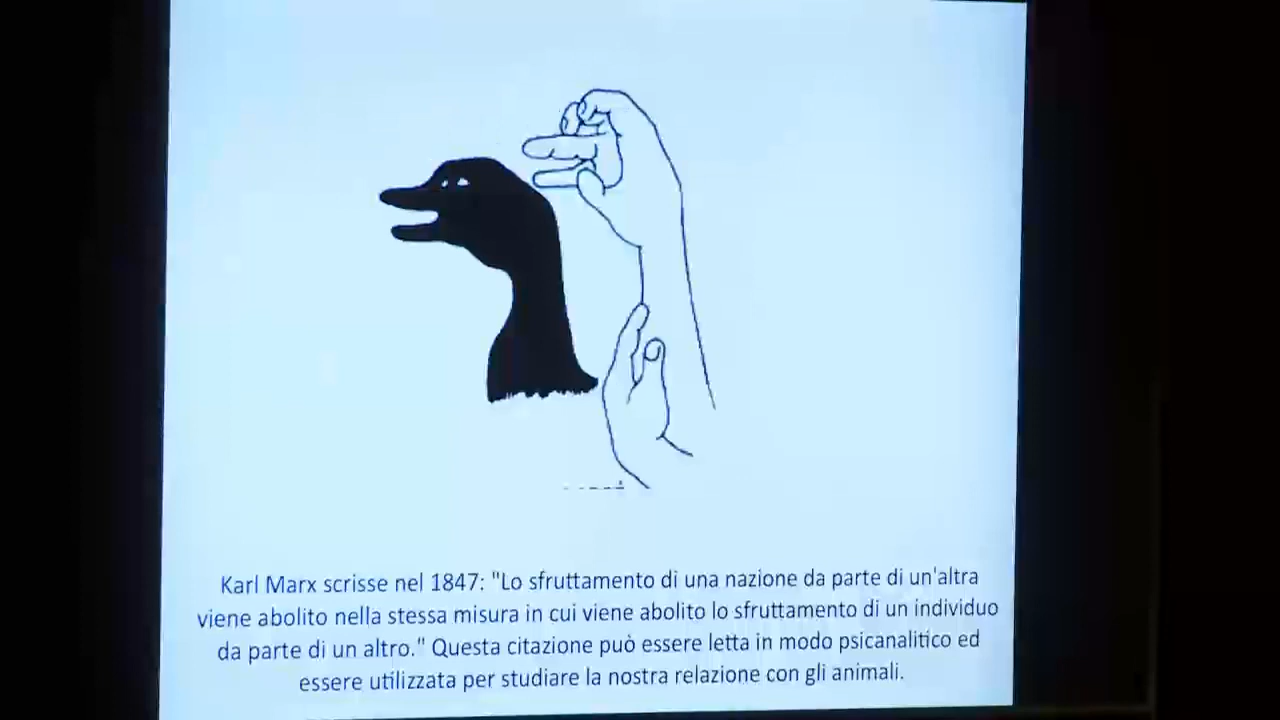 Karl Marx scrisse nel 1847: "Lo sfruttamento di una nazione da parte di un'altra
viene abolito nella stessa misura in cui viene abolito lo sfruttamento di un individuo
da parte di un altro." Questa citazione può essere letta in modo psicanalitico ed
essere utilizzata per studiare la nostra relazione con gli animali.